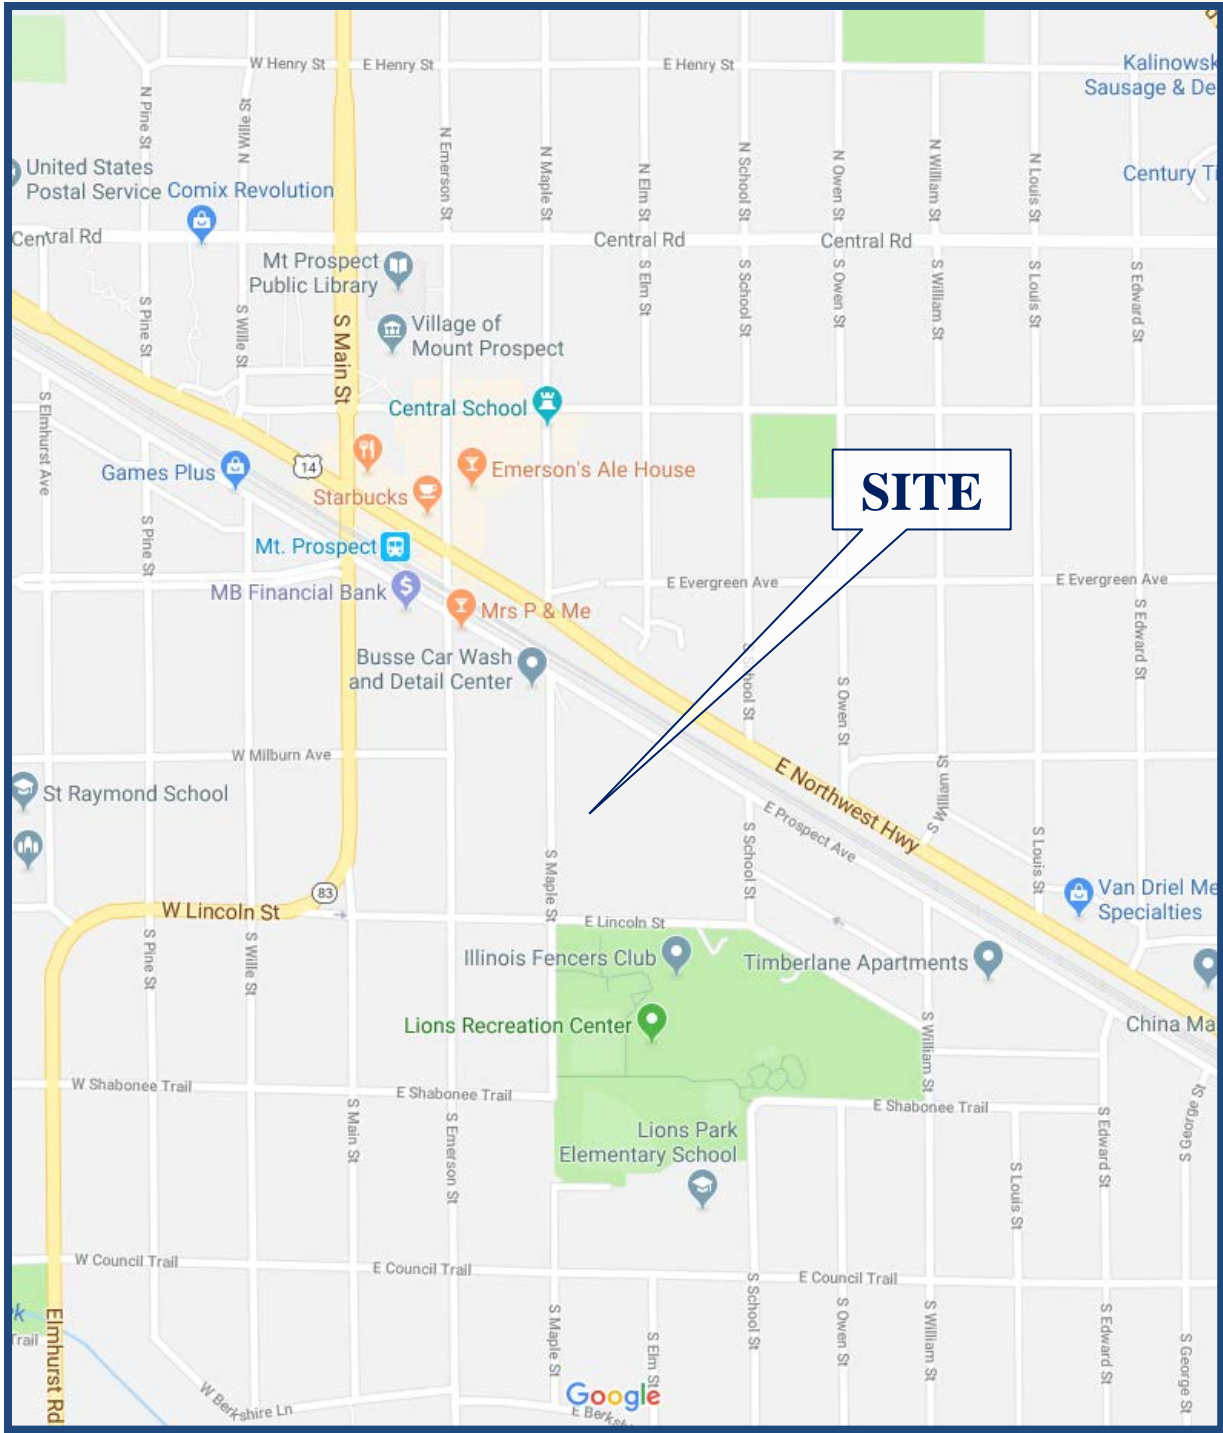 W Henry St
E Henry St
E Henry St
Kalinowsk
Sausage & De
N Pine St
N Wille St
N Emerson St
N Maple St
N Elm St
N School St
N Owen St
N William St
N Louis St
United States
Postal Service
Comix Revolution
Century Ti
Central Rd
Central Rd
Central Rd
Mt Prospect
Public Library
S Pine St
S Wille St
S Main St
Village of
Mount Prospect
S Elm St
S School St
S Owen St
S William St
S Louis St
S Edward St
S Elmhurst Ave
Central School
Games Plus
14
Emerson's Ale House
Starbucks
SITE
S Pine St
Mt. Prospect
MB Financial Bank
Mrs P & Me
E Evergreen Ave
E Evergreen Ave
S Edward St
Busse Car Wash
and Detail Center
S School St
S Owen St
W Milburn Ave
St Raymond School
E Northwest Hwy
E Prospect Ave
S William St
S Louis St
S Maple St
S School St
83
Van Driel Me
Specialties
W Lincoln St
E Lincoln St
S Pine St
S Wille St
Illinois Fencers Club
Timberlane Apartments
Lions Recreation Center
S William St
China Ma
W Shabonee Trail
E Shabonee Trail
E Shabonee Trail
S Main St
S Emerson St
Lions Park
Elementary School
S Louis St
S Edward St
S George St
W Council Trail
E Council Trail
E Council Trail
Elmhurst Rd
Trail
S Maple St
S Elm St
S School St
S Owen St
S William St
S Edward St
S George St
W Berkshire Ln
Google
E Berksh